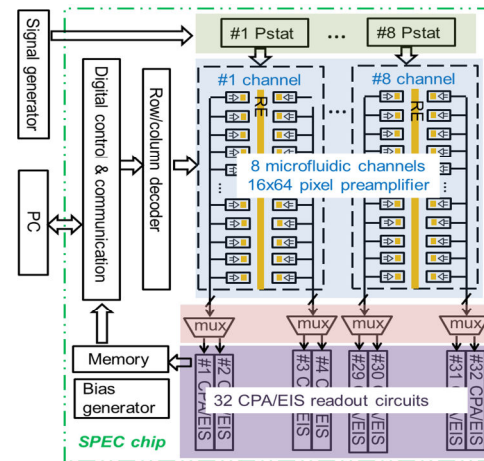 Signal generator
#1 Pstat
...
#8 Pstat
Digital control & communication
Row/column decoder
#1 channel
#8 channel
RE
RE
...
PC
8 microfluidic channels
16x64 pixel preamplifier
mux
mux
mux
mux
Memory
Bias
generator
#1 CPA/EIS
#2 CPA/EIS
#3 CPA/EIS
#4 CPA/EIS
#29 CPA/EIS
#30 CPA/EIS
#31 CPA/EIS
#32 CPA/EIS
32 CPA/EIS readout circuits
SPEC chip